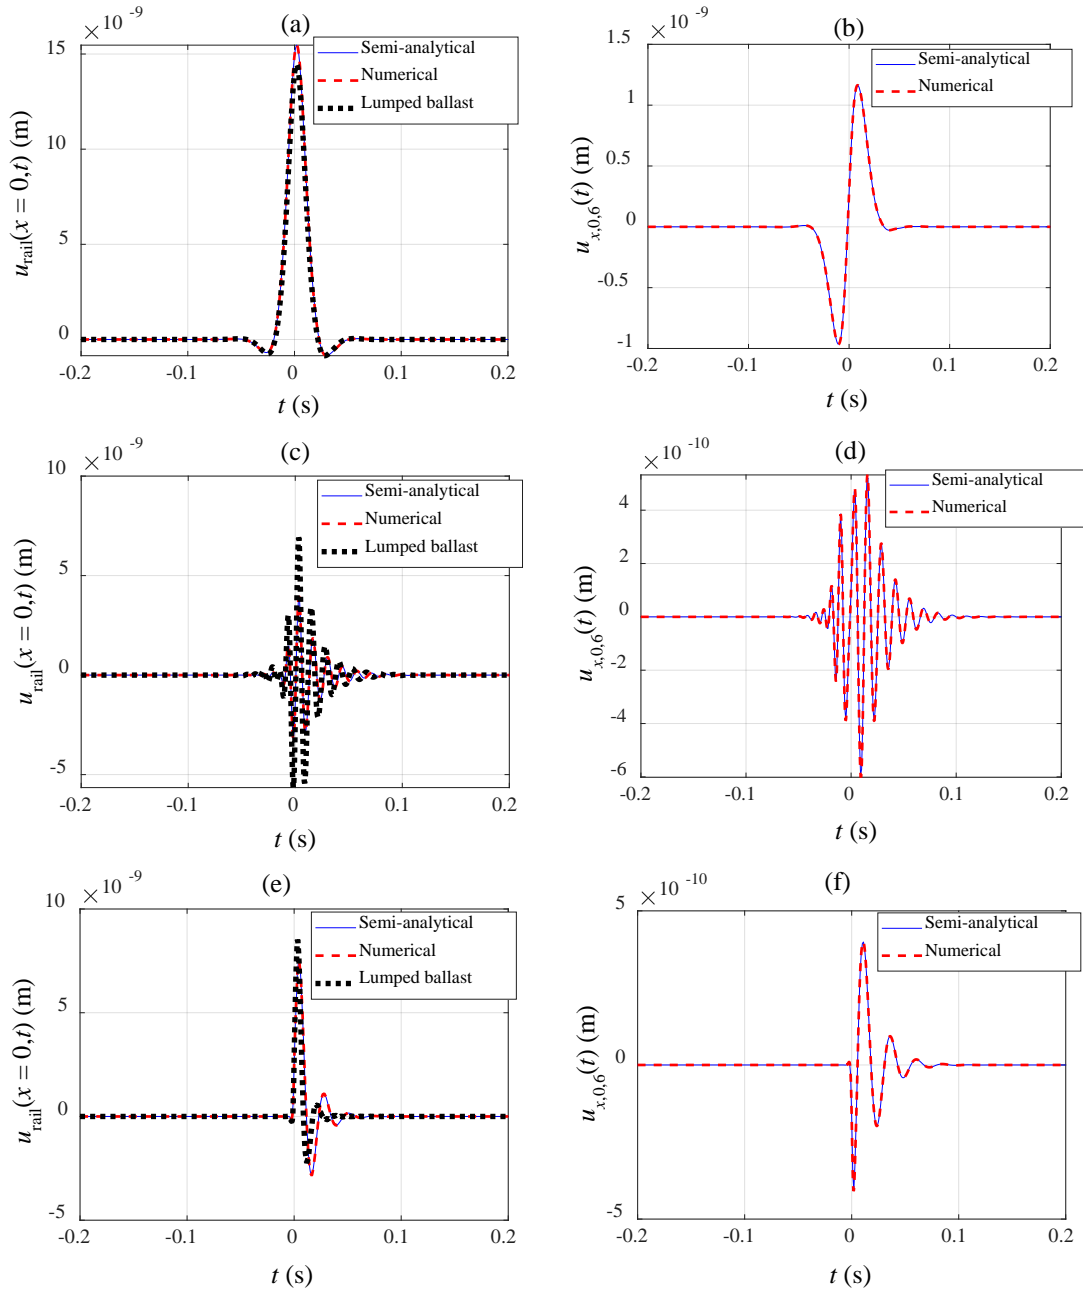 (a)
× 10 -9
15
10
5
0
-0.2
-0.1
0
0.1
0.2
t (s)
u_rail(x = 0,t) (m)
Semi-analytical
Numerical
Lumped ballast
(b)
× 10 -9
1.5
1
0.5
0
-0.5
-1
-0.2
-0.1
0
0.1
0.2
t (s)
u_x,0,6(t) (m)
Semi-analytical
Numerical
(c)
× 10 -9
10
5
0
-5
-0.2
-0.1
0
0.1
0.2
t (s)
u_rail(x = 0,t) (m)
Semi-analytical
Numerical
Lumped ballast
(d)
× 10 -10
4
2
0
-2
-4
-6
-0.2
-0.1
0
0.1
0.2
t (s)
u_x,0,6(t) (m)
Semi-analytical
Numerical
(e)
× 10 -9
10
5
0
-5
-0.2
-0.1
0
0.1
0.2
t (s)
u_rail(x = 0,t) (m)
Semi-analytical
Numerical
Lumped ballast
(f)
× 10 -10
5
0
-5
-0.2
-0.1
0
0.1
0.2
t (s)
u_x,0,6(t) (m)
Semi-analytical
Numerical